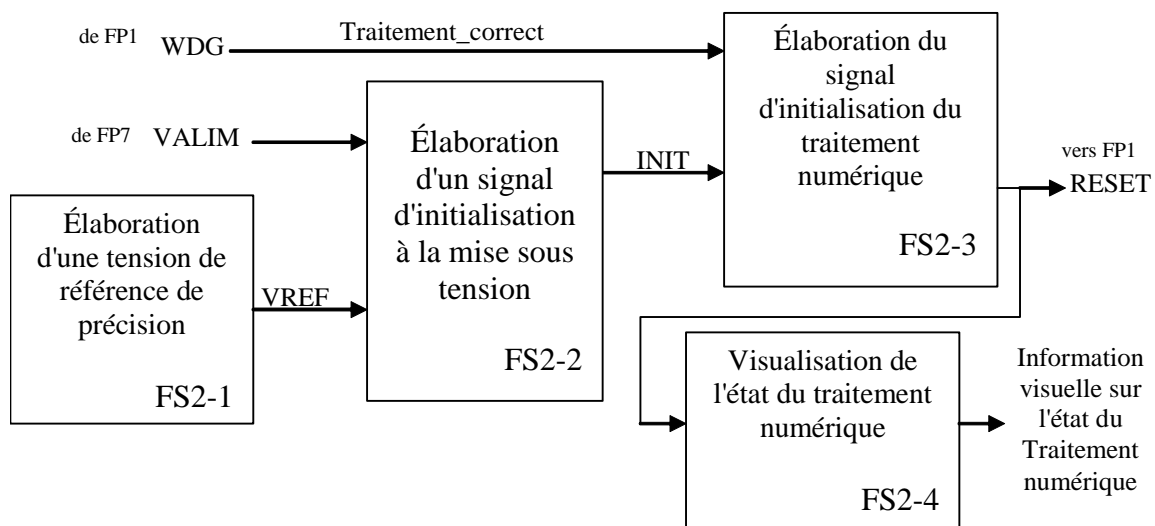 de FP1 WDG
Traitement_correct
Élaboration du
signal
d'initialisation du
traitement
numérique
FS2-3
de FP7 VALIM
Élaboration
d'un signal
d'initialisation
à la mise sous
tension
FS2-2
INIT
vers FP1
RESET
Élaboration
d'une tension de
référence de
précision
FS2-1
VREF
Visualisation de
l'état du traitement
numérique
FS2-4
Information
visuelle sur
l'état du
Traitement
numérique